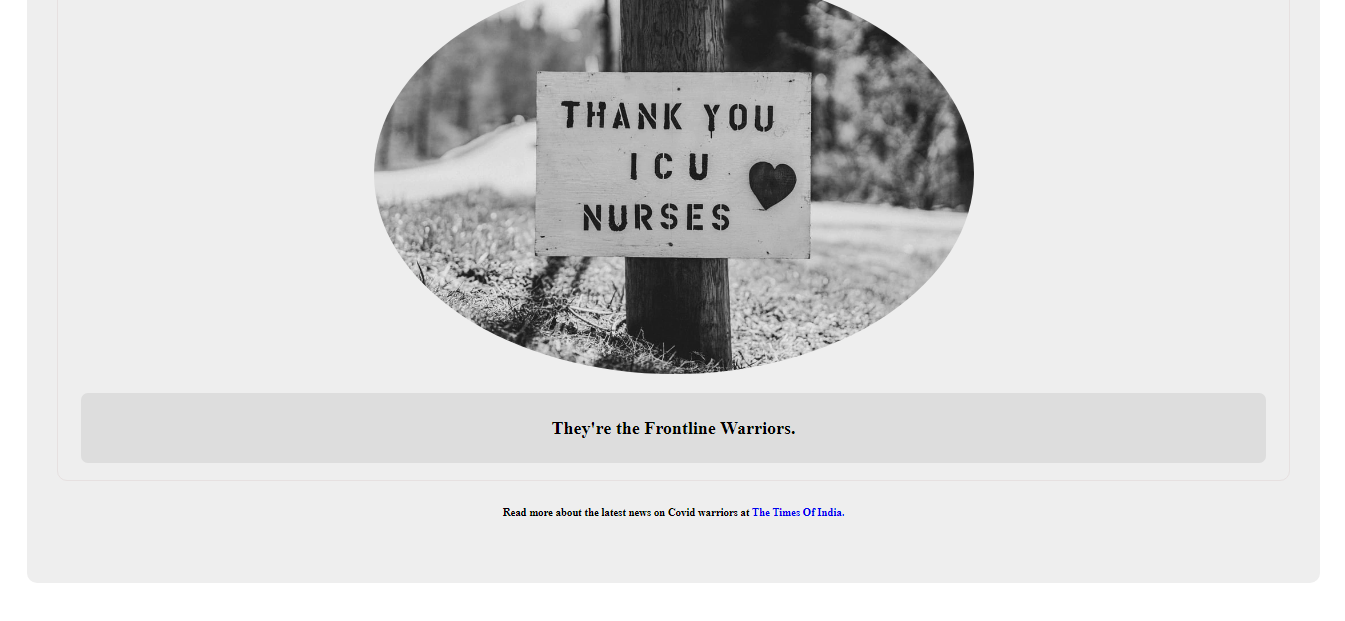 THANK YOU
I C U
NURSES
They're the Frontline Warriors.
Read more about the latest news on Covid warriors at The Times Of India.